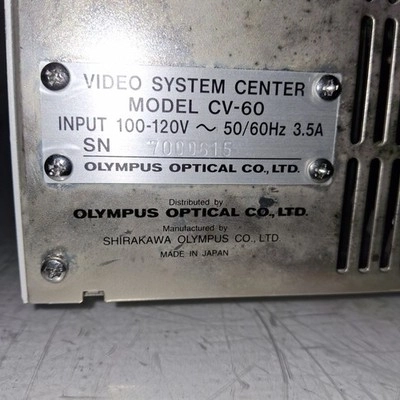 VIDEO SYSTEM CENTER
MODEL CV-60
INPUT 100-120V ~ 50/60Hz 3.5A
SN
OLYMPUS OPTICAL CO., LTD.
Distributed by
OLYMPUS OPTICAL CO., LTD.
Manufactured by
SHIRAKAWA OLYMPUS CO., LTD
MADE IN JAPAN